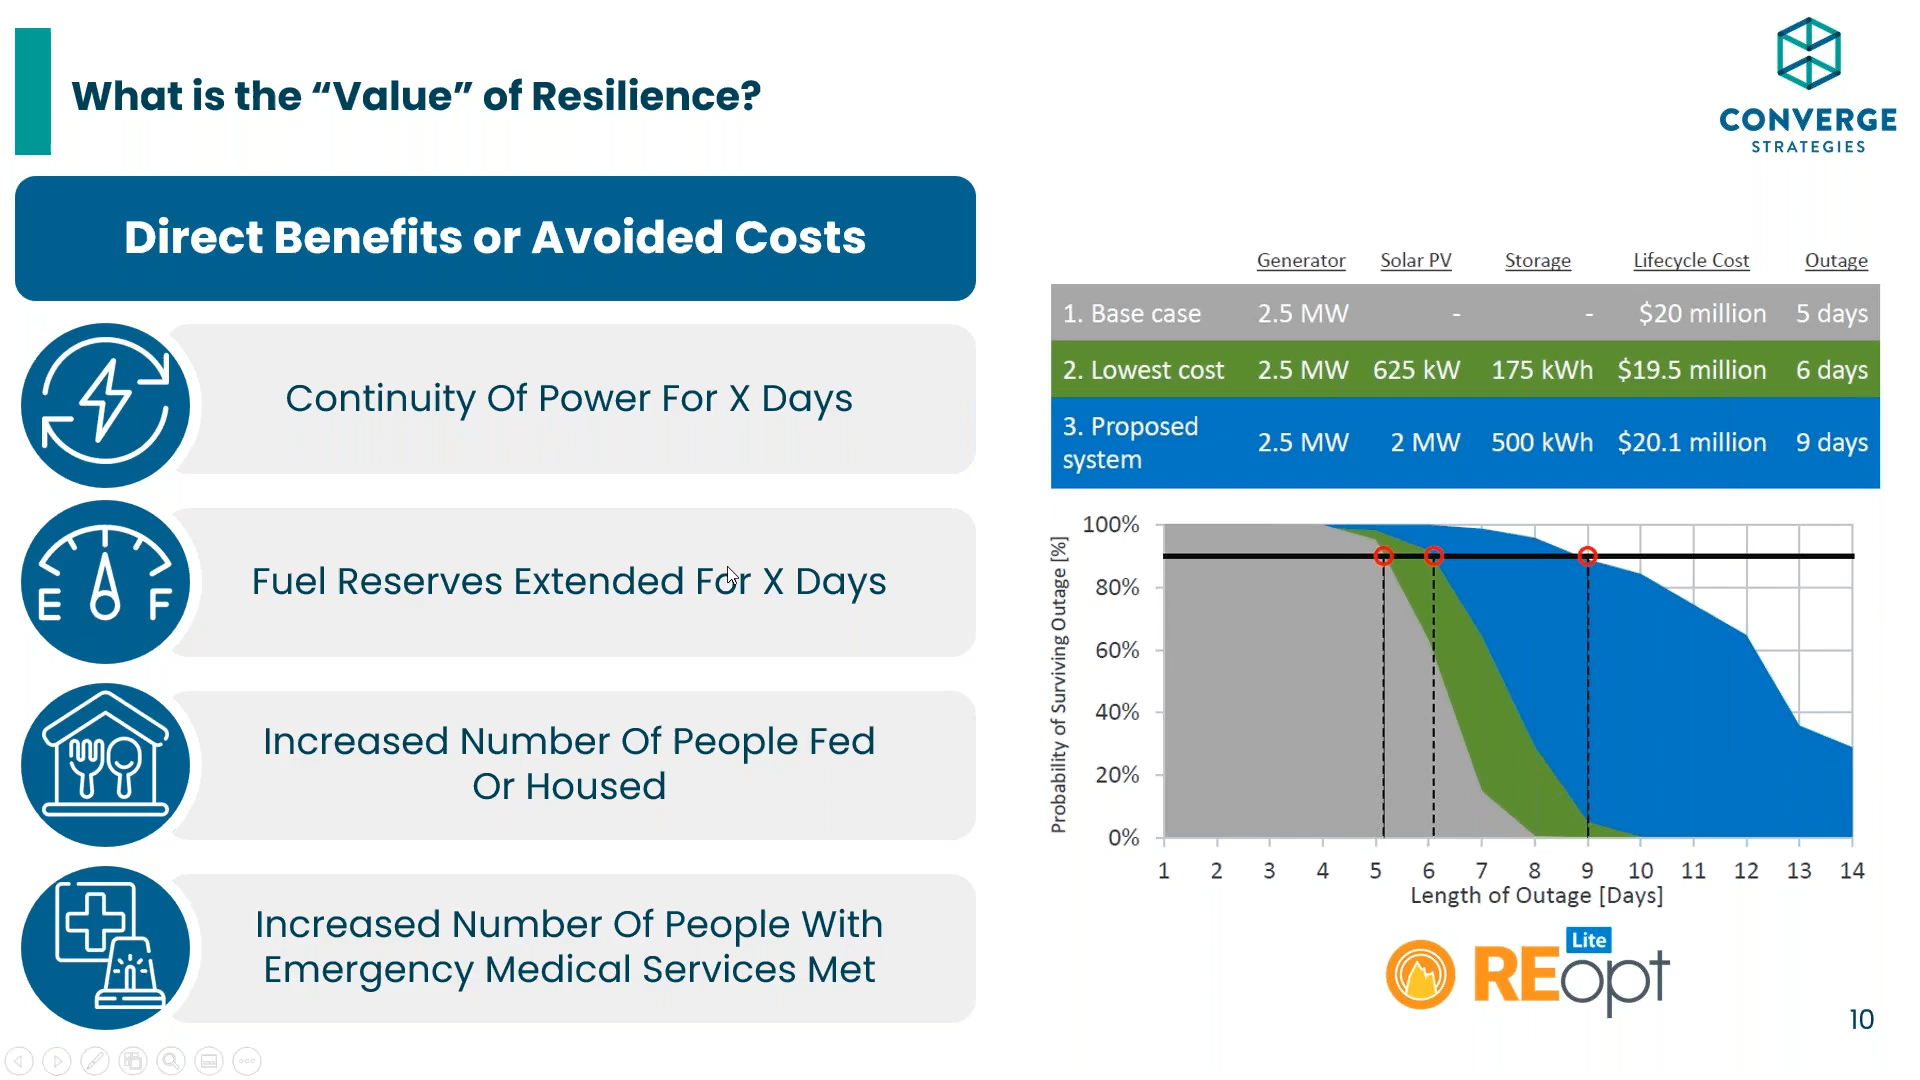 What is the “Value” of Resilience?
CONVERGE
STRATEGIES
Direct Benefits or Avoided Costs
Continuity Of Power For X Days
E F
Fuel Reserves Extended For X Days
Increased Number Of People Fed
Or Housed
Increased Number Of People With
Emergency Medical Services Met
Generator Solar PV Storage Lifecycle Cost Outage
1. Base case 2.5 MW - - $20 million 5 days
2. Lowest cost 2.5 MW 625 kW 175 kWh $19.5 million 6 days
3. Proposed
system 2.5 MW 2 MW 500 kWh $20.1 million 9 days
Probability of Surviving Outage [%]
100%
80%
60%
40%
20%
0%
1 2 3 4 5 6 7 8 9 10 11 12 13 14
Length of Outage [Days]
REopt Lite
10